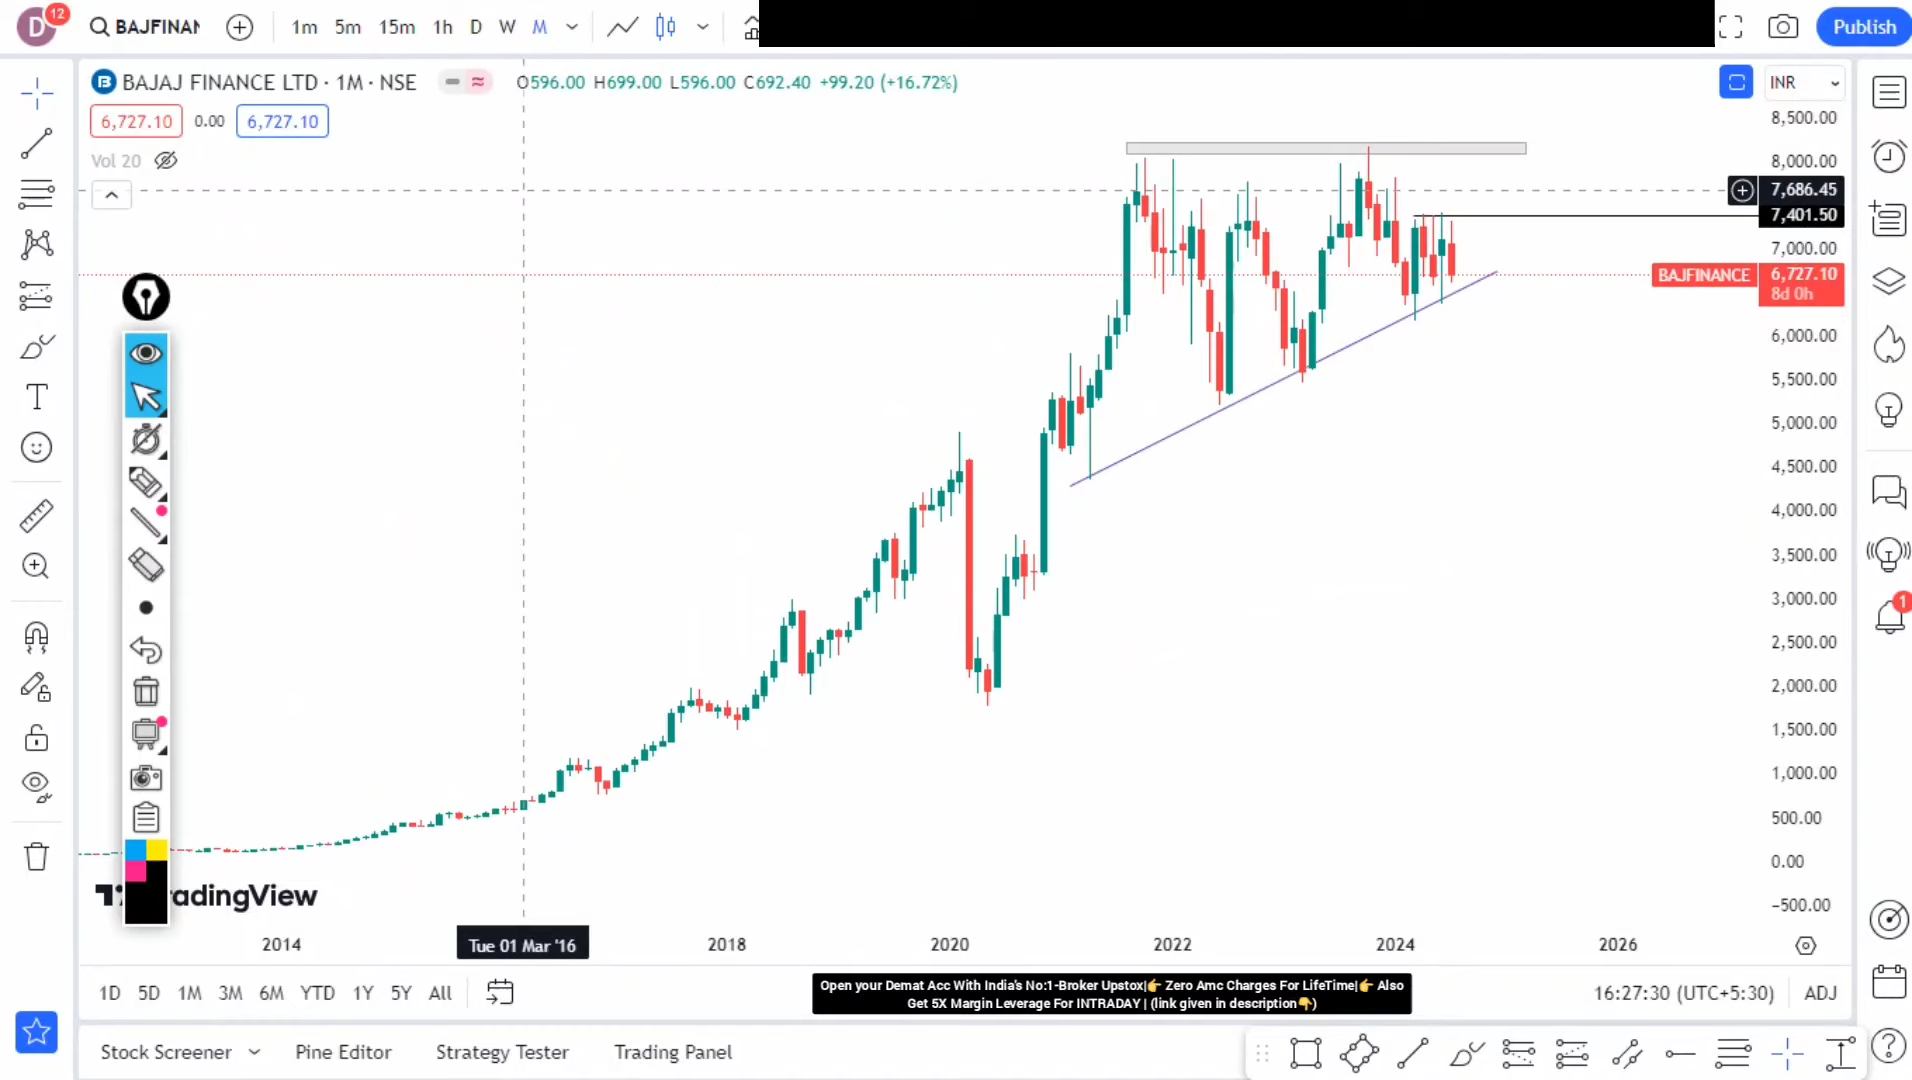 D 12 BAJFINAN 1m 5m 15m 1h D W M Publish
BAJAJ FINANCE LTD · 1M · NSE O596.00 H699.00 L596.00 C692.40 +99.20 (+16.72%) INR
6,727.10 0.00 6,727.10
Vol 20
8,500.00
8,000.00
7,686.45
7,401.50
7,000.00
BAJFINANCE 6,727.10
8d 0h
6,000.00
5,500.00
5,000.00
4,500.00
4,000.00
3,500.00
3,000.00
2,500.00
2,000.00
1,500.00
1,000.00
500.00
0.00
−500.00
1
TradingView
2014 Tue 01 Mar '16 2018 2020 2022 2024 2026
1D 5D 1M 3M 6M YTD 1Y 5Y All 16:27:30 (UTC+5:30) ADJ
Open your Demat Acc With India's No:1-Broker Upstox|👉 Zero Amc Charges For LifeTime|👉 Also
Get 5X Margin Leverage For INTRADAY | (link given in description👇)
Stock Screener Pine Editor Strategy Tester Trading Panel